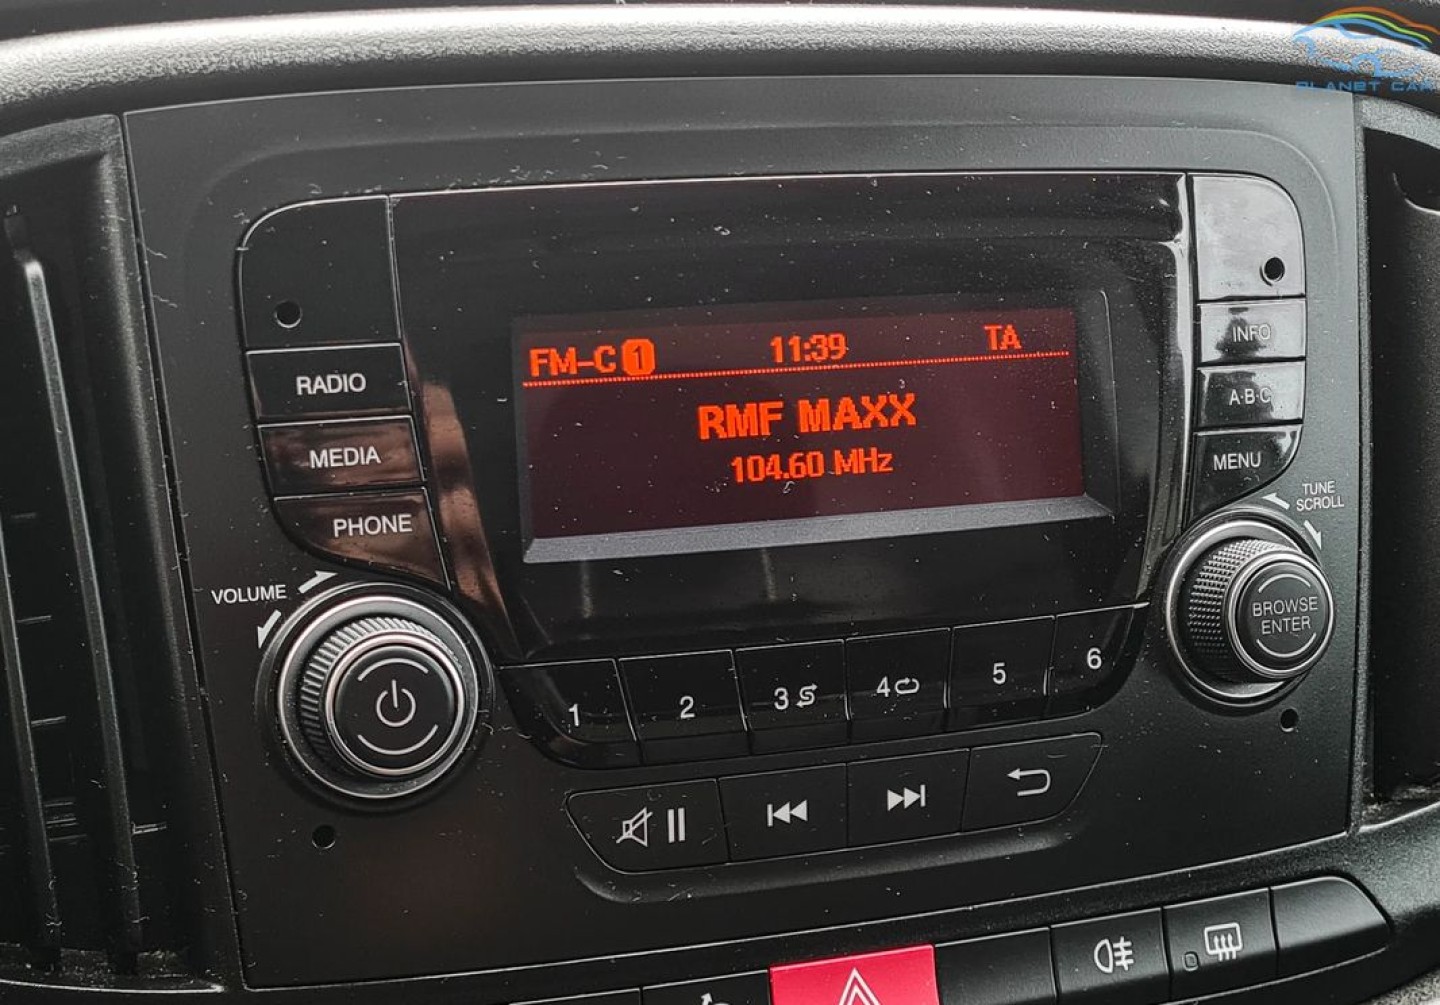 PLANET CAR
FM-C 1 11:39 TA
RMF MAXX
104.60 MHz
RADIO
MEDIA
PHONE
VOLUME
INFO
A·B·C
MENU
TUNE
SCROLL
BROWSE
ENTER
1 2 3 4 5 6